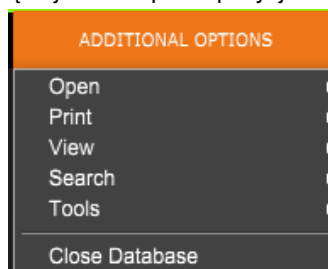 ADDITIONAL OPTIONS
Open
Print
View
Search
Tools
Close Database